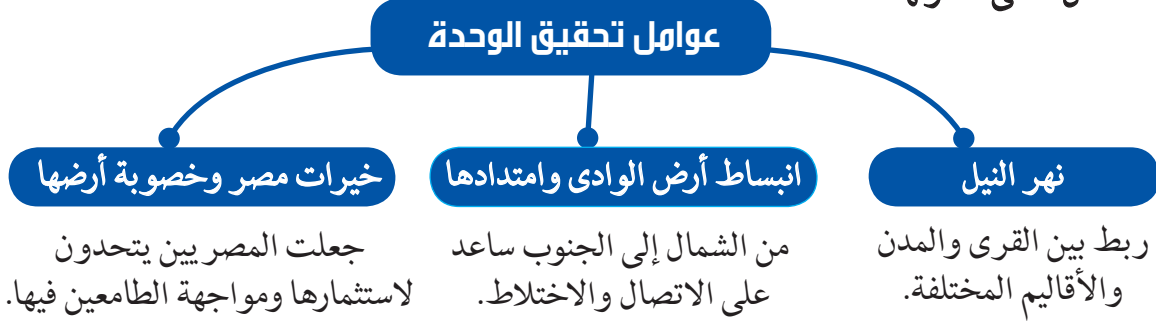 عوامل تحقيق الوحدة
نهر النيل
ربط بين القرى والمدن
والأقاليم المختلفة.
انبساط أرض الوادى وامتدادها
من الشمال إلى الجنوب ساعد
على الاتصال والاختلاط.
خيرات مصر وخصوبة أرضها
جعلت المصريين يتحدون
لاستثمارها ومواجهة الطامعين فيها.